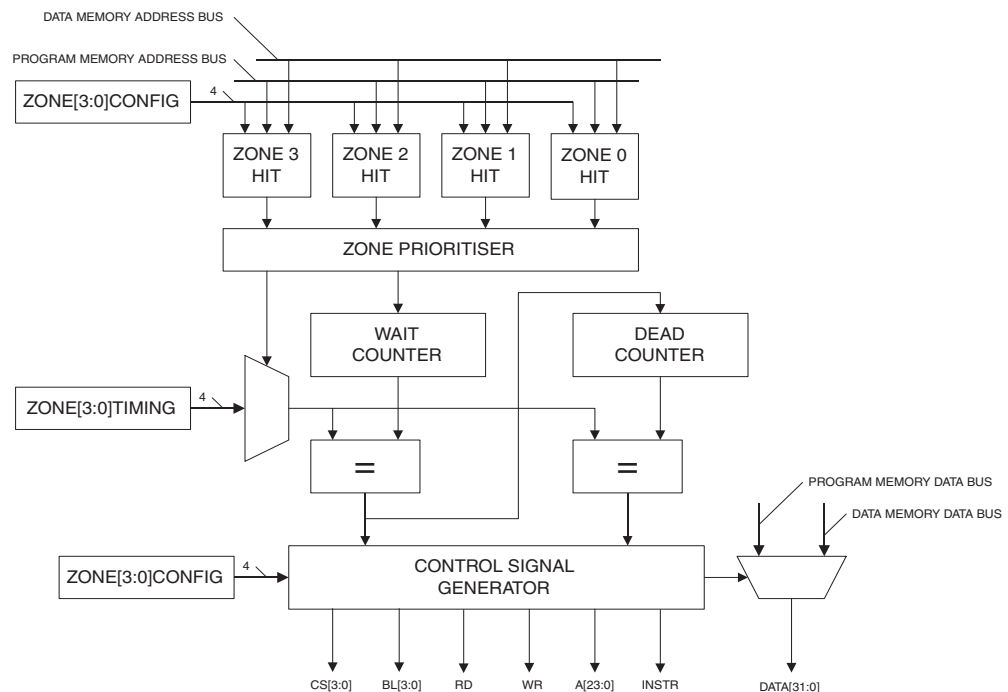 DATA MEMORY ADDRESS BUS
PROGRAM MEMORY ADDRESS BUS
ZONE[3:0]CONFIG
4
ZONE 3
HIT
ZONE 2
HIT
ZONE 1
HIT
ZONE 0
HIT
ZONE PRIORITISER
WAIT
COUNTER
DEAD
COUNTER
ZONE[3:0]TIMING
4
=
=
PROGRAM MEMORY DATA BUS
DATA MEMORY DATA BUS
ZONE[3:0]CONFIG
4
CONTROL SIGNAL
GENERATOR
CS[3:0]
BL[3:0]
RD
WR
A[23:0]
INSTR
DATA[31:0]